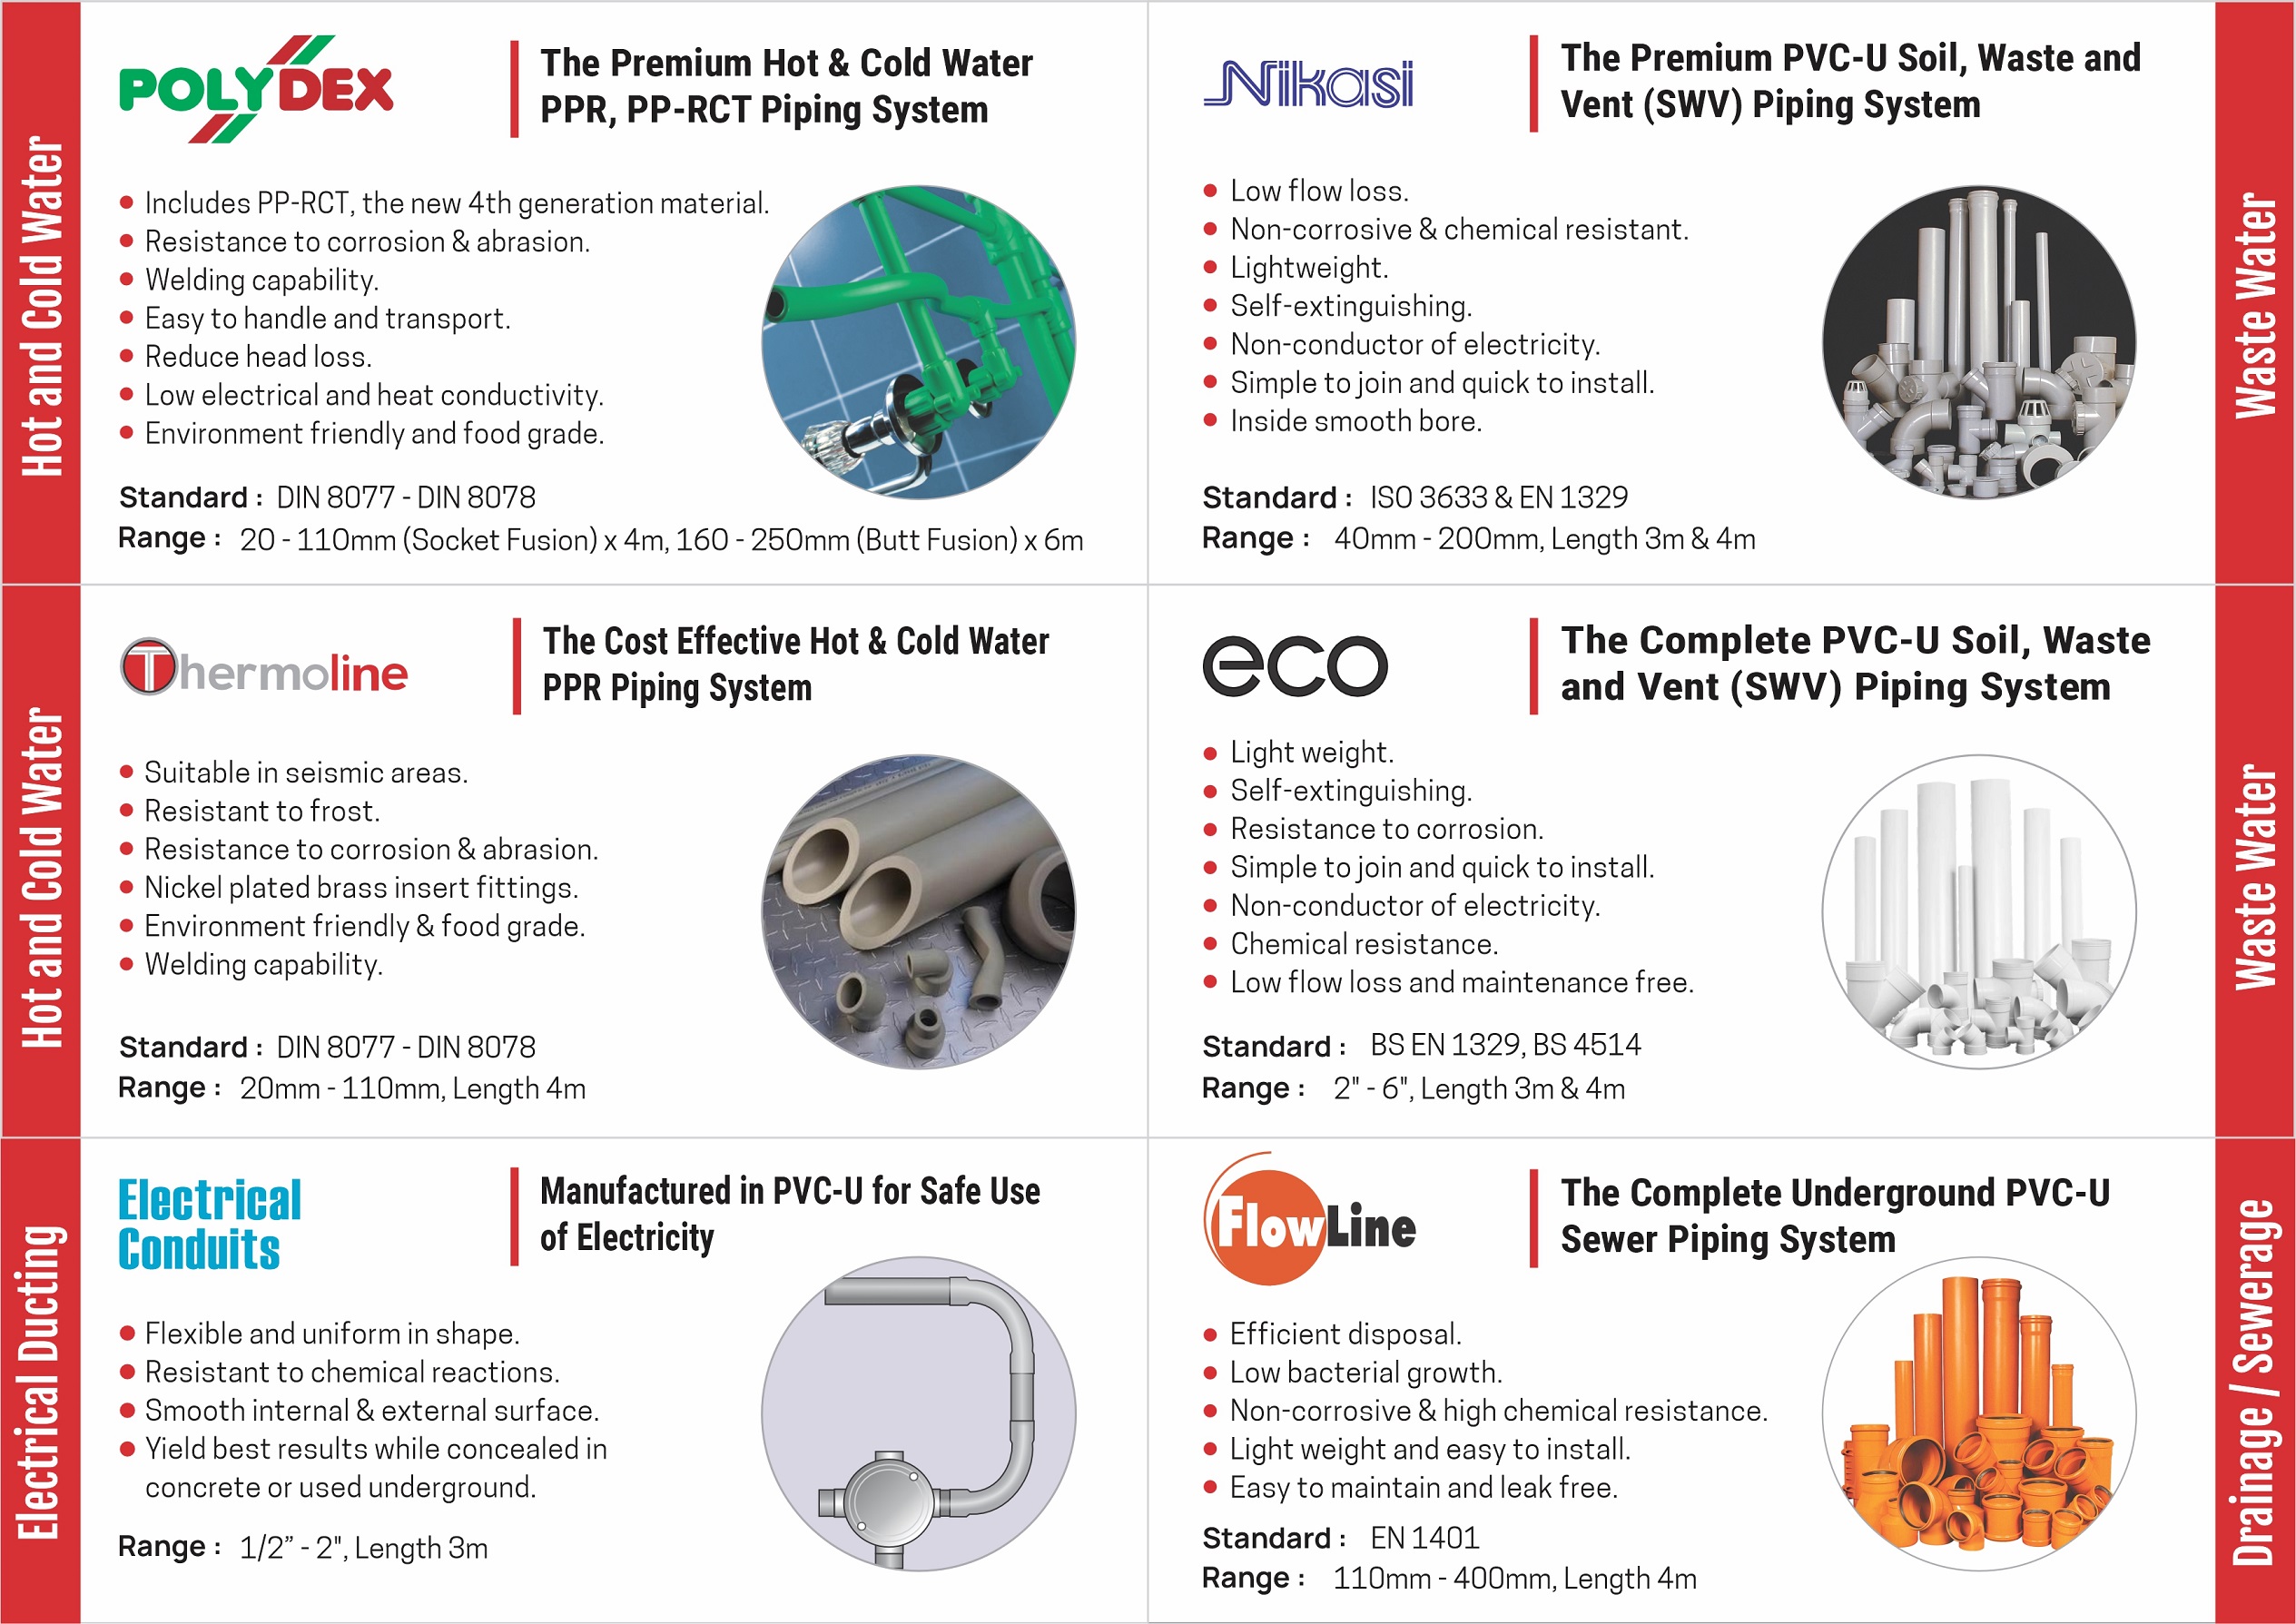 Hot and Cold Water
POLYDEX
The Premium Hot & Cold Water
PPR, PP-RCT Piping System
Includes PP-RCT, the new 4th generation material.
Resistance to corrosion & abrasion.
Welding capability.
Easy to handle and transport.
Reduce head loss.
Low electrical and heat conductivity.
Environment friendly and food grade.
Standard : DIN 8077 - DIN 8078
Range : 20 - 110mm (Socket Fusion) x 4m, 160 - 250mm (Butt Fusion) x 6m
Nikasi
The Premium PVC-U Soil, Waste and
Vent (SWV) Piping System
Low flow loss.
Non-corrosive & chemical resistant.
Lightweight.
Self-extinguishing.
Non-conductor of electricity.
Simple to join and quick to install.
Inside smooth bore.
Standard : ISO 3633 & EN 1329
Range : 40mm - 200mm, Length 3m & 4m
Waste Water
Hot and Cold Water
Thermoline
The Cost Effective Hot & Cold Water
PPR Piping System
Suitable in seismic areas.
Resistant to frost.
Resistance to corrosion & abrasion.
Nickel plated brass insert fittings.
Environment friendly & food grade.
Welding capability.
Standard : DIN 8077 - DIN 8078
Range : 20mm - 110mm, Length 4m
eco
The Complete PVC-U Soil, Waste
and Vent (SWV) Piping System
Light weight.
Self-extinguishing.
Resistance to corrosion.
Simple to join and quick to install.
Non-conductor of electricity.
Chemical resistance.
Low flow loss and maintenance free.
Standard : BS EN 1329, BS 4514
Range : 2" - 6", Length 3m & 4m
Waste Water
Electrical Ducting
Electrical
Conduits
Manufactured in PVC-U for Safe Use
of Electricity
Flexible and uniform in shape.
Resistant to chemical reactions.
Smooth internal & external surface.
Yield best results while concealed in
concrete or used underground.
Range : 1/2” - 2", Length 3m
FlowLine
The Complete Underground PVC-U
Sewer Piping System
Efficient disposal.
Low bacterial growth.
Non-corrosive & high chemical resistance.
Light weight and easy to install.
Easy to maintain and leak free.
Standard : EN 1401
Range : 110mm - 400mm, Length 4m
Drainage / Sewerage